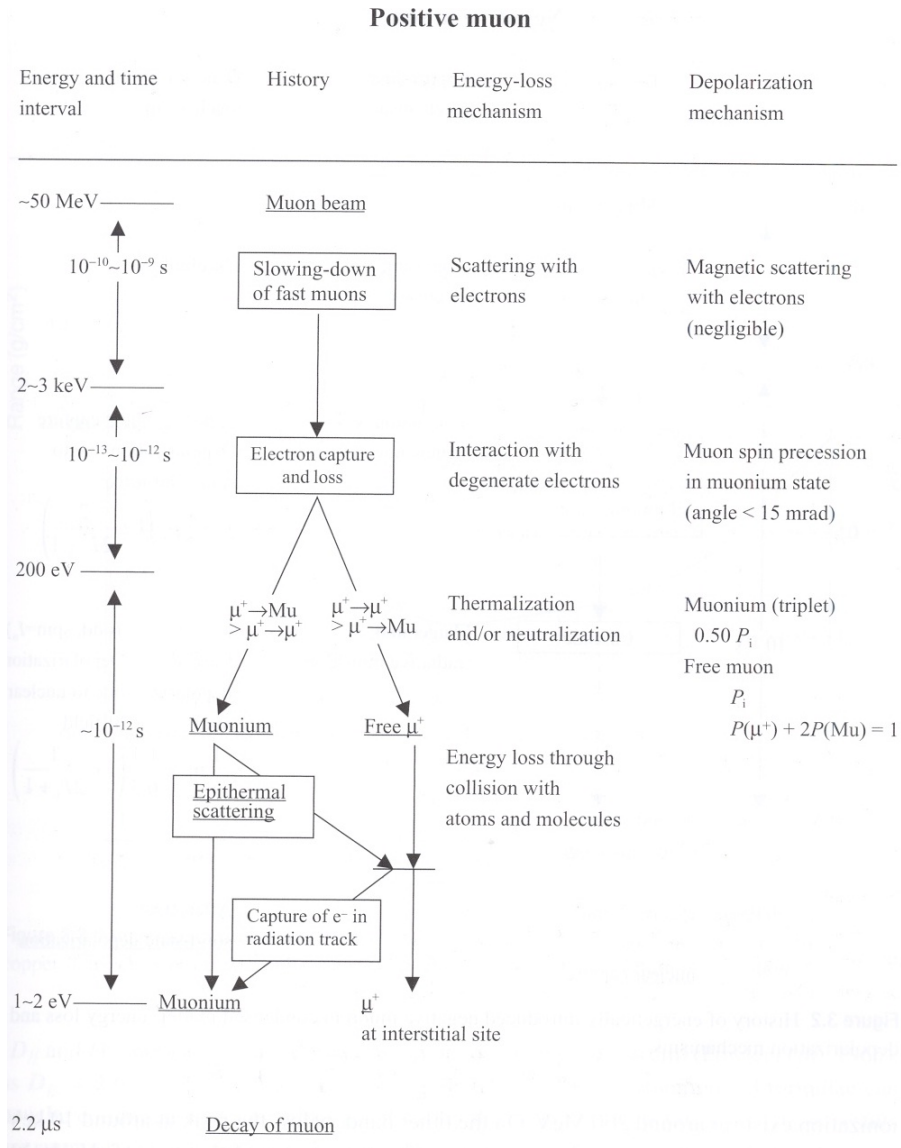 Positive muon
Energy and time
interval
History
Energy-loss
mechanism
Depolarization
mechanism
~50 MeV
Muon beam
10⁻¹⁰~10⁻⁹ s
Slowing-down
of fast muons
Scattering with
electrons
Magnetic scattering
with electrons
(negligible)
2~3 keV
10⁻¹³~10⁻¹² s
Electron capture
and loss
Interaction with
degenerate electrons
Muon spin precession
in muonium state
(angle < 15 mrad)
200 eV
μ⁺→Mu
> μ⁺→μ⁺
μ⁺→μ⁺
> μ⁺→Mu
Thermalization
and/or neutralization
Muonium (triplet)
0.50 Pᵢ
Free muon
Pᵢ
P(μ⁺) + 2P(Mu) = 1
~10⁻¹² s
Muonium
Free μ⁺
Energy loss through
collision with
atoms and molecules
Epithermal
scattering
Capture of e⁻ in
radiation track
1~2 eV
Muonium
μ⁺
at interstitial site
2.2 μs
Decay of muon